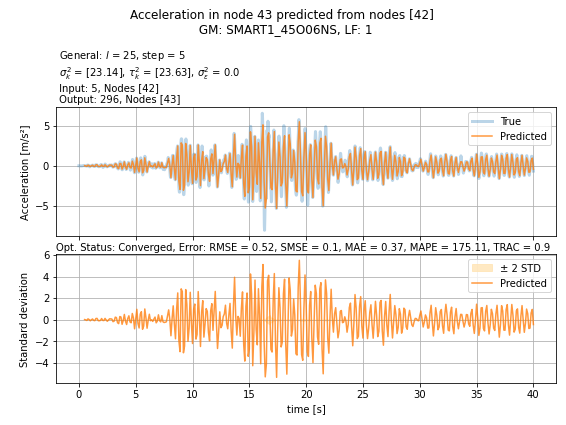 Acceleration in node 43 predicted from nodes [42]
GM: SMART1_45O06NS, LF: 1
General: l = 25, step = 5
σ_k² = [23.14], τ_k² = [23.63], σ_ε² = 0.0
Input: 5, Nodes [42]
Output: 296, Nodes [43]
Acceleration [m/s²]
5
0
−5
True
Predicted
Opt. Status: Converged, Error: RMSE = 0.52, SMSE = 0.1, MAE = 0.37, MAPE = 175.11, TRAC = 0.9
Standard deviation
6
4
2
0
−2
−4
± 2 STD
Predicted
0 5 10 15 20 25 30 35 40
time [s]